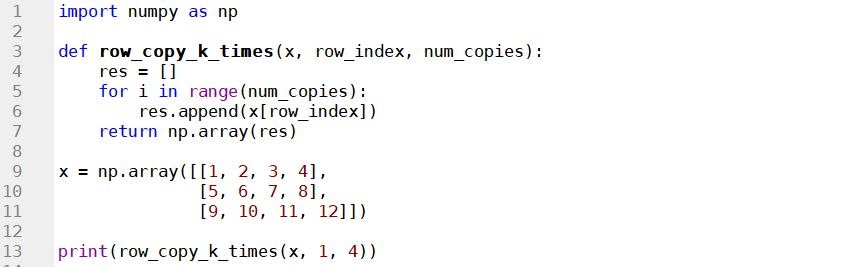 1 import numpy as np
2
3 def row_copy_k_times(x, row_index, num_copies):
4     res = []
5     for i in range(num_copies):
6         res.append(x[row_index])
7     return np.array(res)
8
9 x = np.array([[1, 2, 3, 4],
10               [5, 6, 7, 8],
11               [9, 10, 11, 12]])
12
13 print(row_copy_k_times(x, 1, 4))